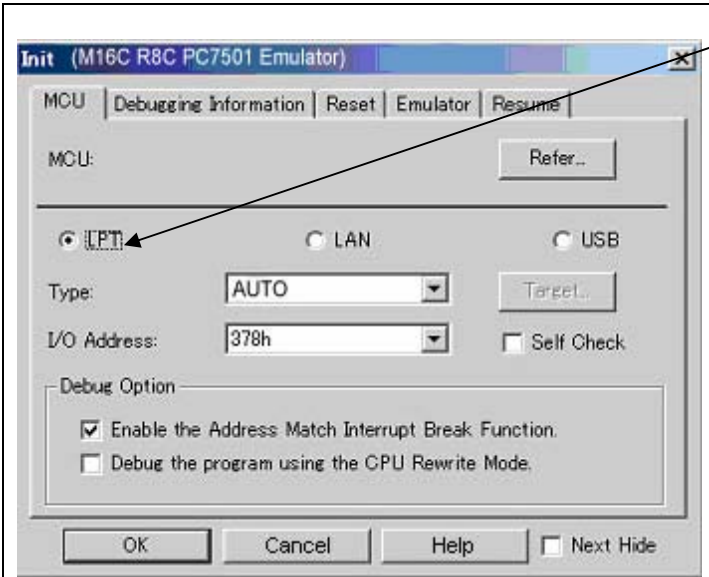 Init (M16C R8C PC7501 Emulator)
MCU Debugging Information Reset Emulator Resume
MCU: Refer...
LPT LAN USB
Type: AUTO Target...
I/O Address: 378h Self Check
Debug Option
Enable the Address Match Interrupt Break Function.
Debug the program using the CPU Rewrite Mode.
OK Cancel Help Next Hide